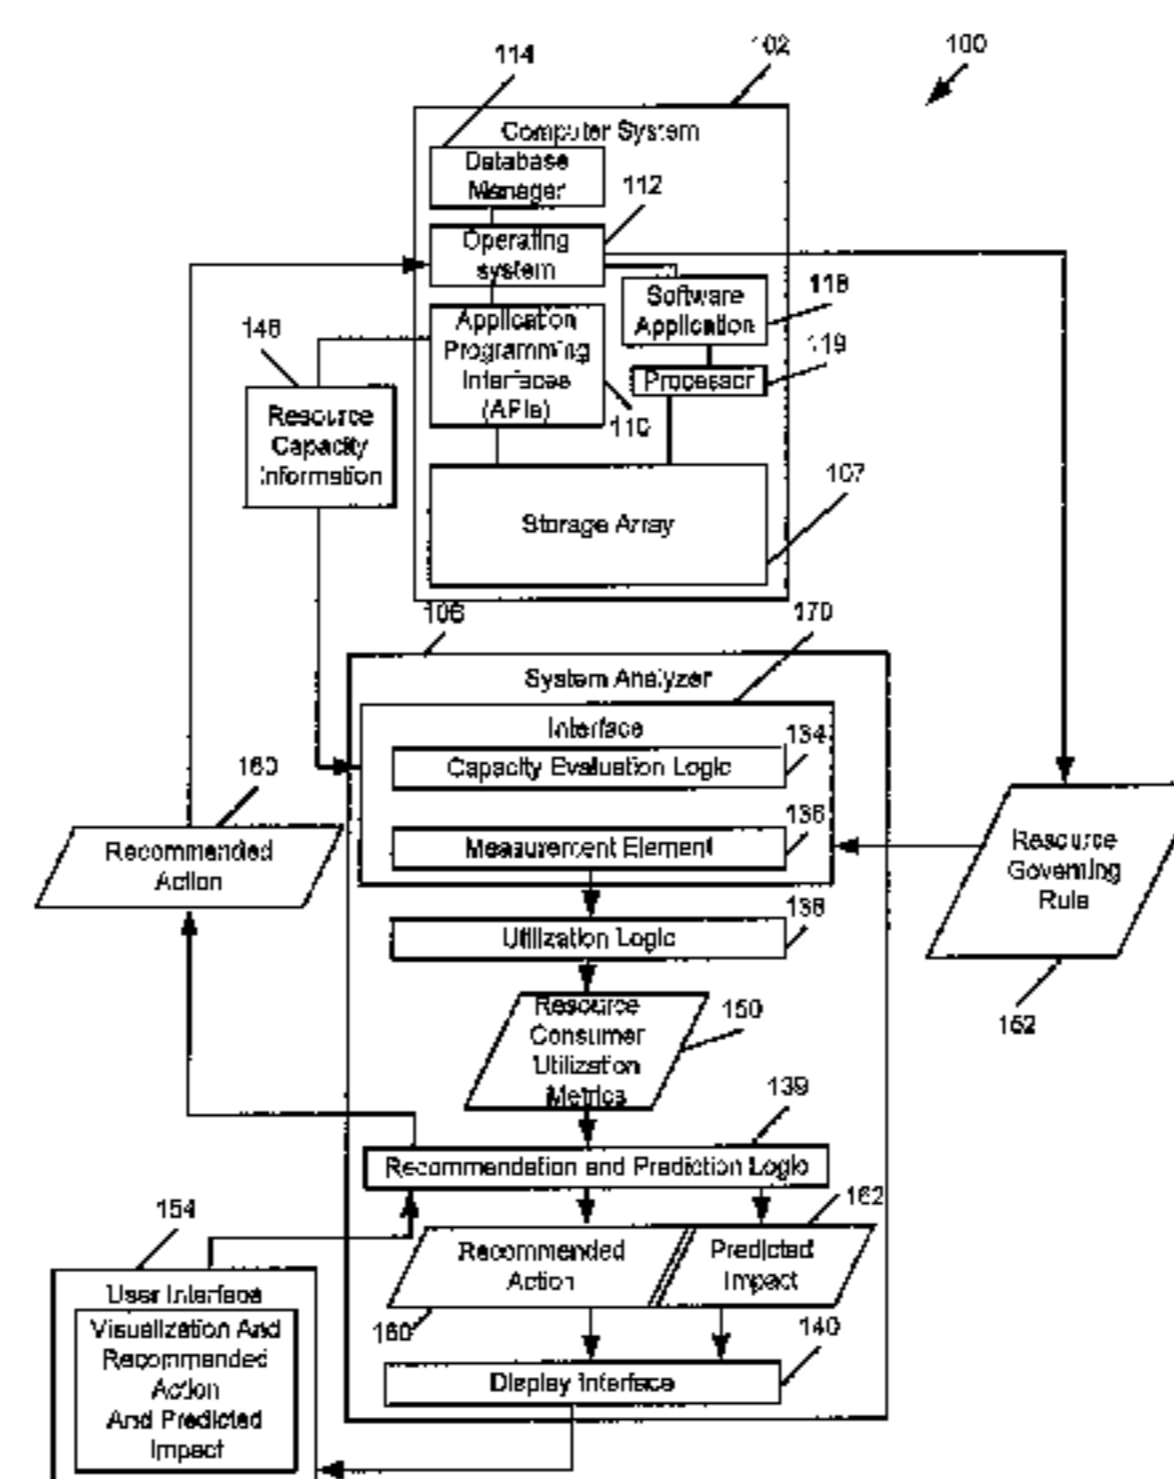 100
102
114
Computer System
Database
Manager
112
Operating
system
Software
Application
118
Application
Programming
Interfaces
(APIs)
119
Processor
110
148
Resource
Capacity
Information
107
Storage Array
106
170
System Analyzer
Interface
134
Capacity Evaluation Logic
136
Measurement Element
160
Recommended
Action
Resource
Governing
Rule
152
138
Utilization Logic
Resource
Consumer
Utilization
Metrics
150
139
Recommendation and Prediction Logic
162
Recommended
Action
Predicted
Impact
160
140
Display Interface
154
User Interface
Visualization And
Recommended
Action
And Predicted
Impact